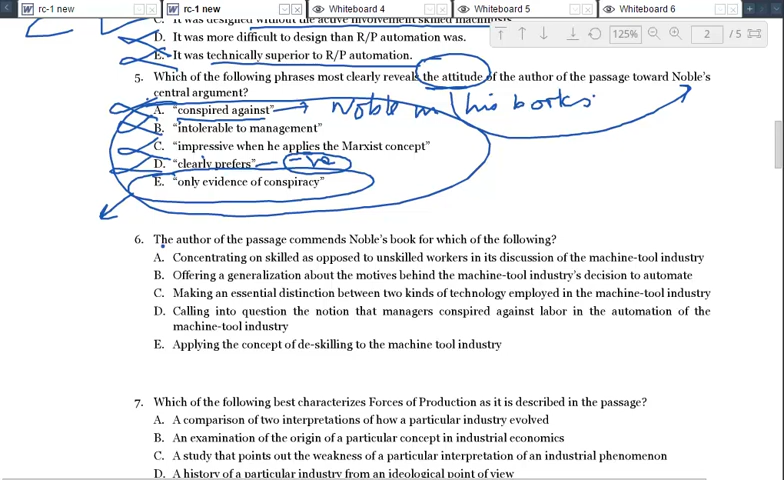 rc-1 new
rc-1 new
Whiteboard 4
Whiteboard 5
Whiteboard 6
125%
2 / 5
C. It was designed without the active involvement skilled machinists
D. It was more difficult to design than R/P automation was.
E. It was technically superior to R/P automation.
5. Which of the following phrases most clearly reveals the attitude of the author of the passage toward Noble's
central argument?
A. "conspired against" → Noble in his books
B. "intolerable to management"
C. "impressive when he applies the Marxist concept"
D. "clearly prefers" – -ve
E. "only evidence of conspiracy"
6. The author of the passage commends Noble's book for which of the following?
A. Concentrating on skilled as opposed to unskilled workers in its discussion of the machine-tool industry
B. Offering a generalization about the motives behind the machine-tool industry's decision to automate
C. Making an essential distinction between two kinds of technology employed in the machine-tool industry
D. Calling into question the notion that managers conspired against labor in the automation of the
machine-tool industry
E. Applying the concept of de-skilling to the machine tool industry
7. Which of the following best characterizes Forces of Production as it is described in the passage?
A. A comparison of two interpretations of how a particular industry evolved
B. An examination of the origin of a particular concept in industrial economics
C. A study that points out the weakness of a particular interpretation of an industrial phenomenon
D. A history of a particular industry from an ideological point of view